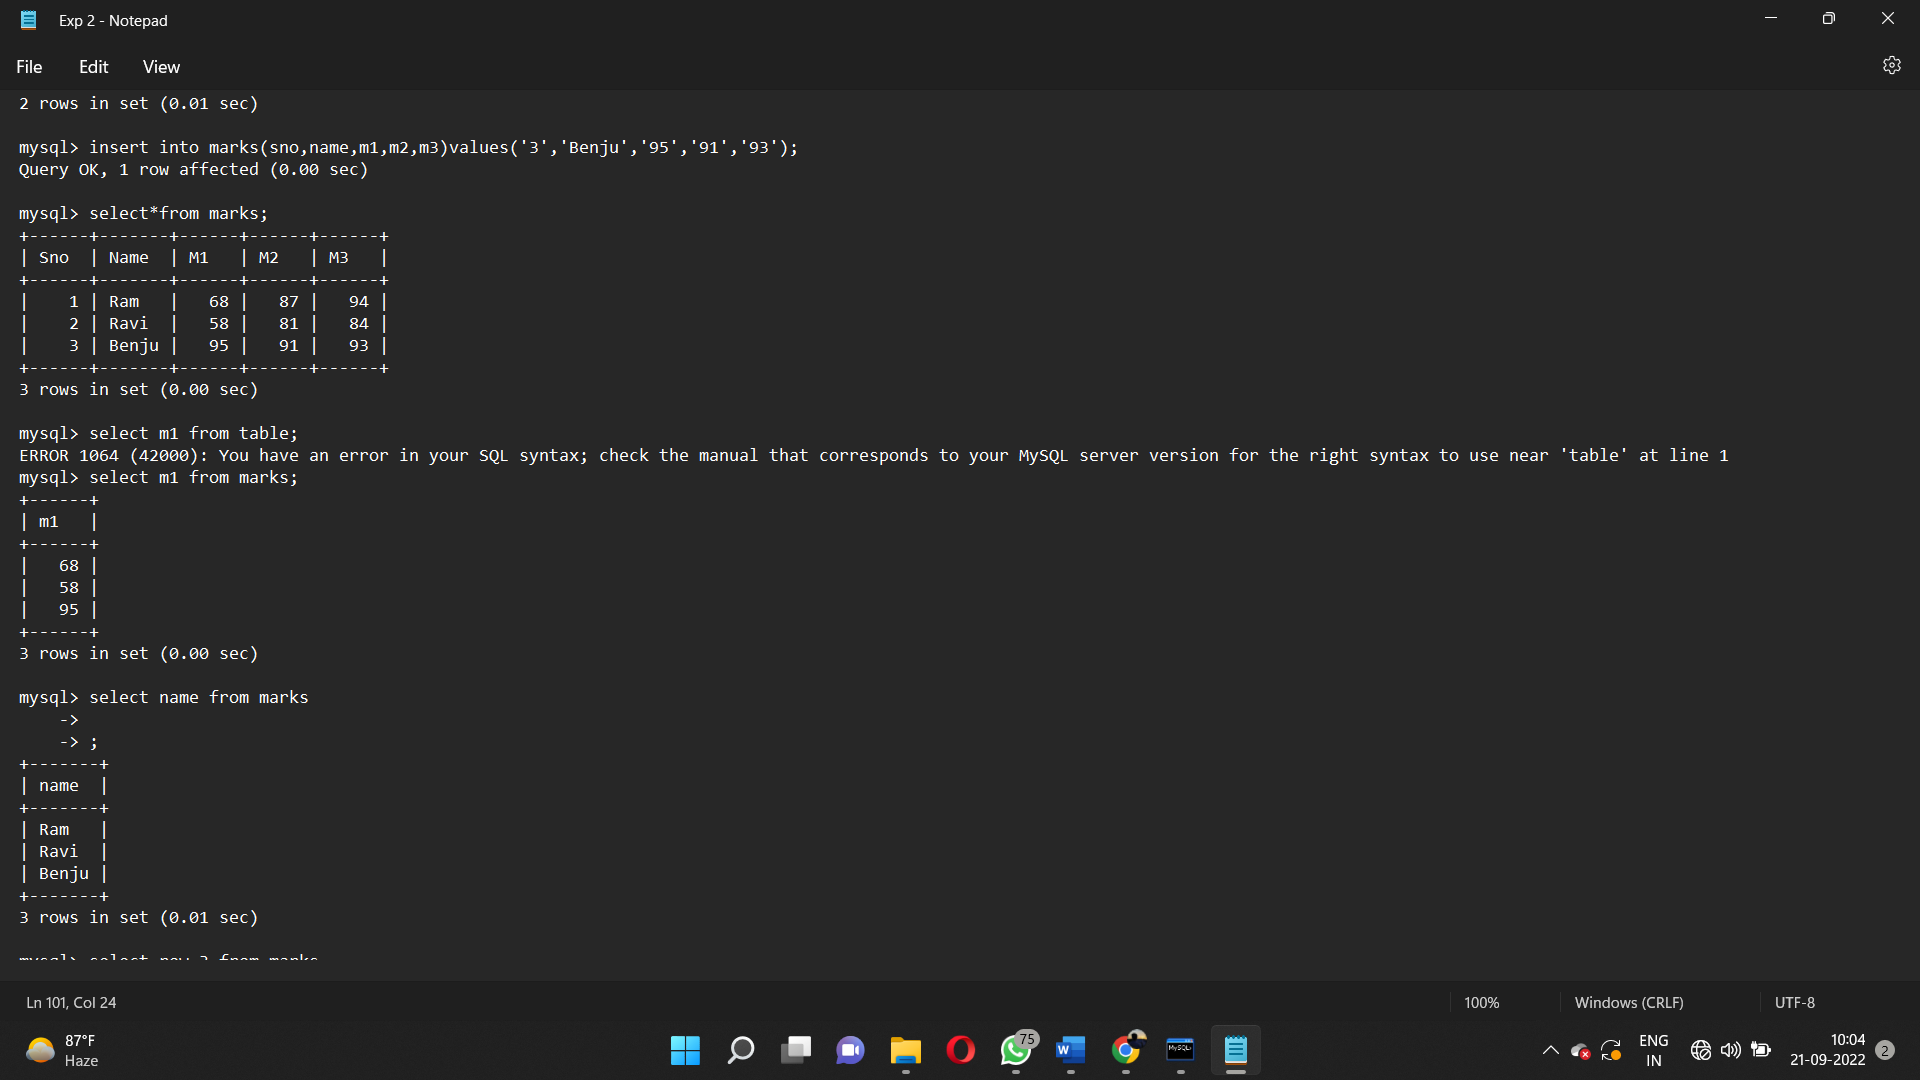 Exp 2 - Notepad
File Edit View
2 rows in set (0.01 sec)
mysql> insert into marks(sno,name,m1,m2,m3)values('3','Benju','95','91','93');
Query OK, 1 row affected (0.00 sec)
mysql> select*from marks;
+------+-------+------+------+------+
| Sno  | Name  | M1   | M2   | M3   |
+------+-------+------+------+------+
|    1 | Ram   |   68 |   87 |   94 |
|    2 | Ravi  |   58 |   81 |   84 |
|    3 | Benju |   95 |   91 |   93 |
+------+-------+------+------+------+
3 rows in set (0.00 sec)
mysql> select m1 from table;
ERROR 1064 (42000): You have an error in your SQL syntax; check the manual that corresponds to your MySQL server version for the right syntax to use near 'table' at line 1
mysql> select m1 from marks;
+------+
| m1   |
+------+
|   68 |
|   58 |
|   95 |
+------+
3 rows in set (0.00 sec)
mysql> select name from marks
    ->
    -> ;
+-------+
| name  |
+-------+
| Ram   |
| Ravi  |
| Benju |
+-------+
3 rows in set (0.01 sec)
mysql> select from marks
Ln 101, Col 24 100% Windows (CRLF) UTF-8
87°F
Haze
75
W
MySQL
ENG
IN
10:04
21-09-2022
2